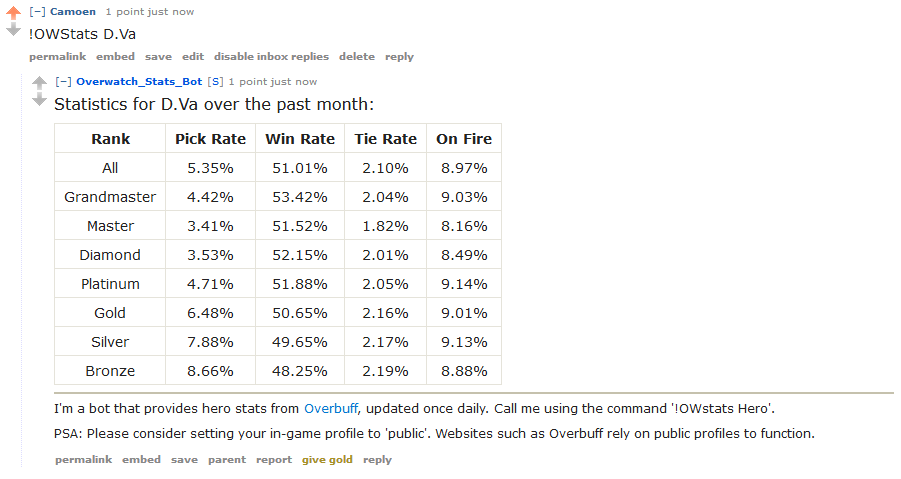 [–] Camoen 1 point just now
!OWStats D.Va
permalink embed save edit disable inbox replies delete reply
[–] Overwatch_Stats_Bot [S] 1 point just now
Statistics for D.Va over the past month:
Rank Pick Rate Win Rate Tie Rate On Fire
All 5.35% 51.01% 2.10% 8.97%
Grandmaster 4.42% 53.42% 2.04% 9.03%
Master 3.41% 51.52% 1.82% 8.16%
Diamond 3.53% 52.15% 2.01% 8.49%
Platinum 4.71% 51.88% 2.05% 9.14%
Gold 6.48% 50.65% 2.16% 9.01%
Silver 7.88% 49.65% 2.17% 9.13%
Bronze 8.66% 48.25% 2.19% 8.88%
I'm a bot that provides hero stats from Overbuff, updated once daily. Call me using the command '!OWstats Hero'.
PSA: Please consider setting your in-game profile to 'public'. Websites such as Overbuff rely on public profiles to function.
permalink embed save parent report give gold reply